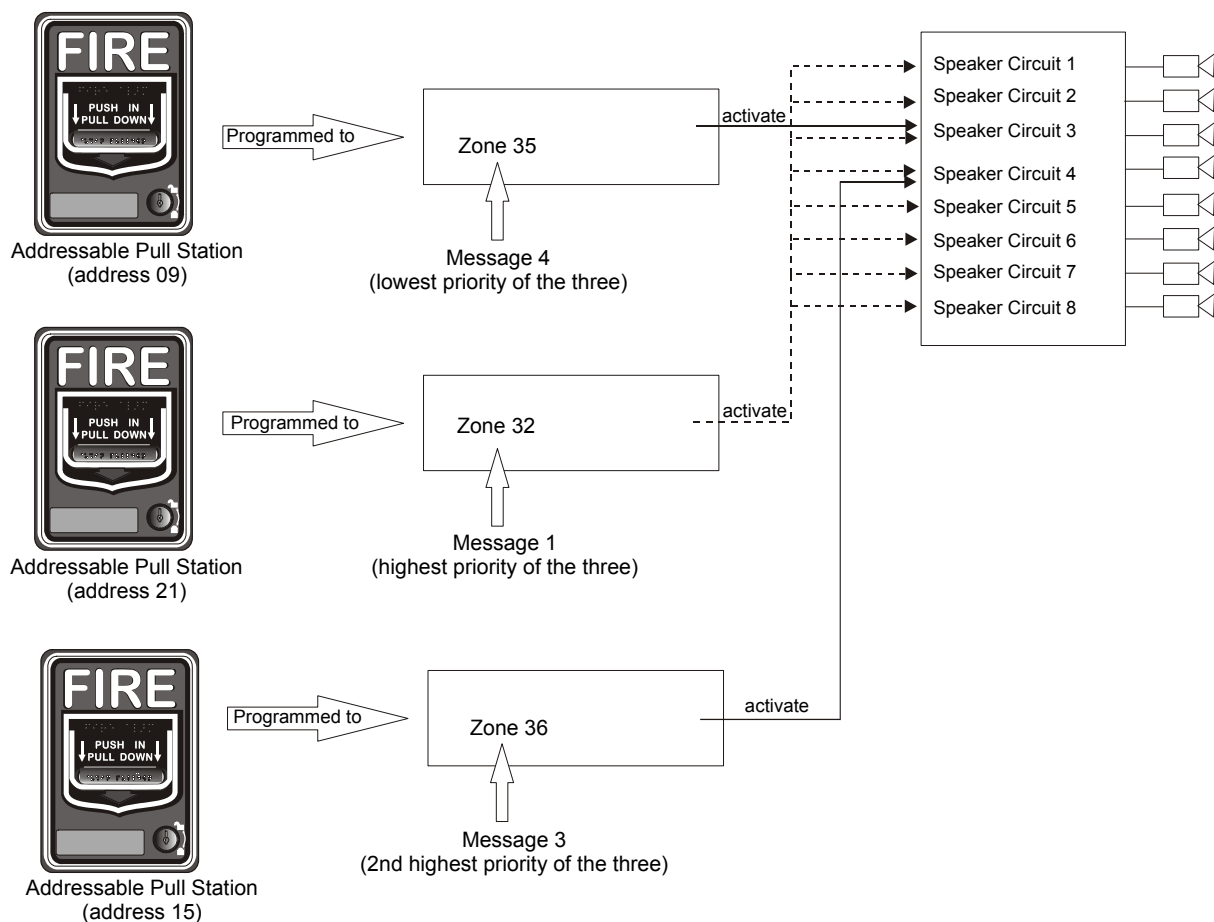 FIRE
PUSH IN
PULL DOWN
Addressable Pull Station
(address 09)
Programmed to
Zone 35
Message 4
(lowest priority of the three)
activate
Speaker Circuit 1
Speaker Circuit 2
Speaker Circuit 3
Speaker Circuit 4
Speaker Circuit 5
Speaker Circuit 6
Speaker Circuit 7
Speaker Circuit 8
FIRE
PUSH IN
PULL DOWN
Addressable Pull Station
(address 21)
Programmed to
Zone 32
Message 1
(highest priority of the three)
activate
FIRE
PUSH IN
PULL DOWN
Addressable Pull Station
(address 15)
Programmed to
Zone 36
Message 3
(2nd highest priority of the three)
activate